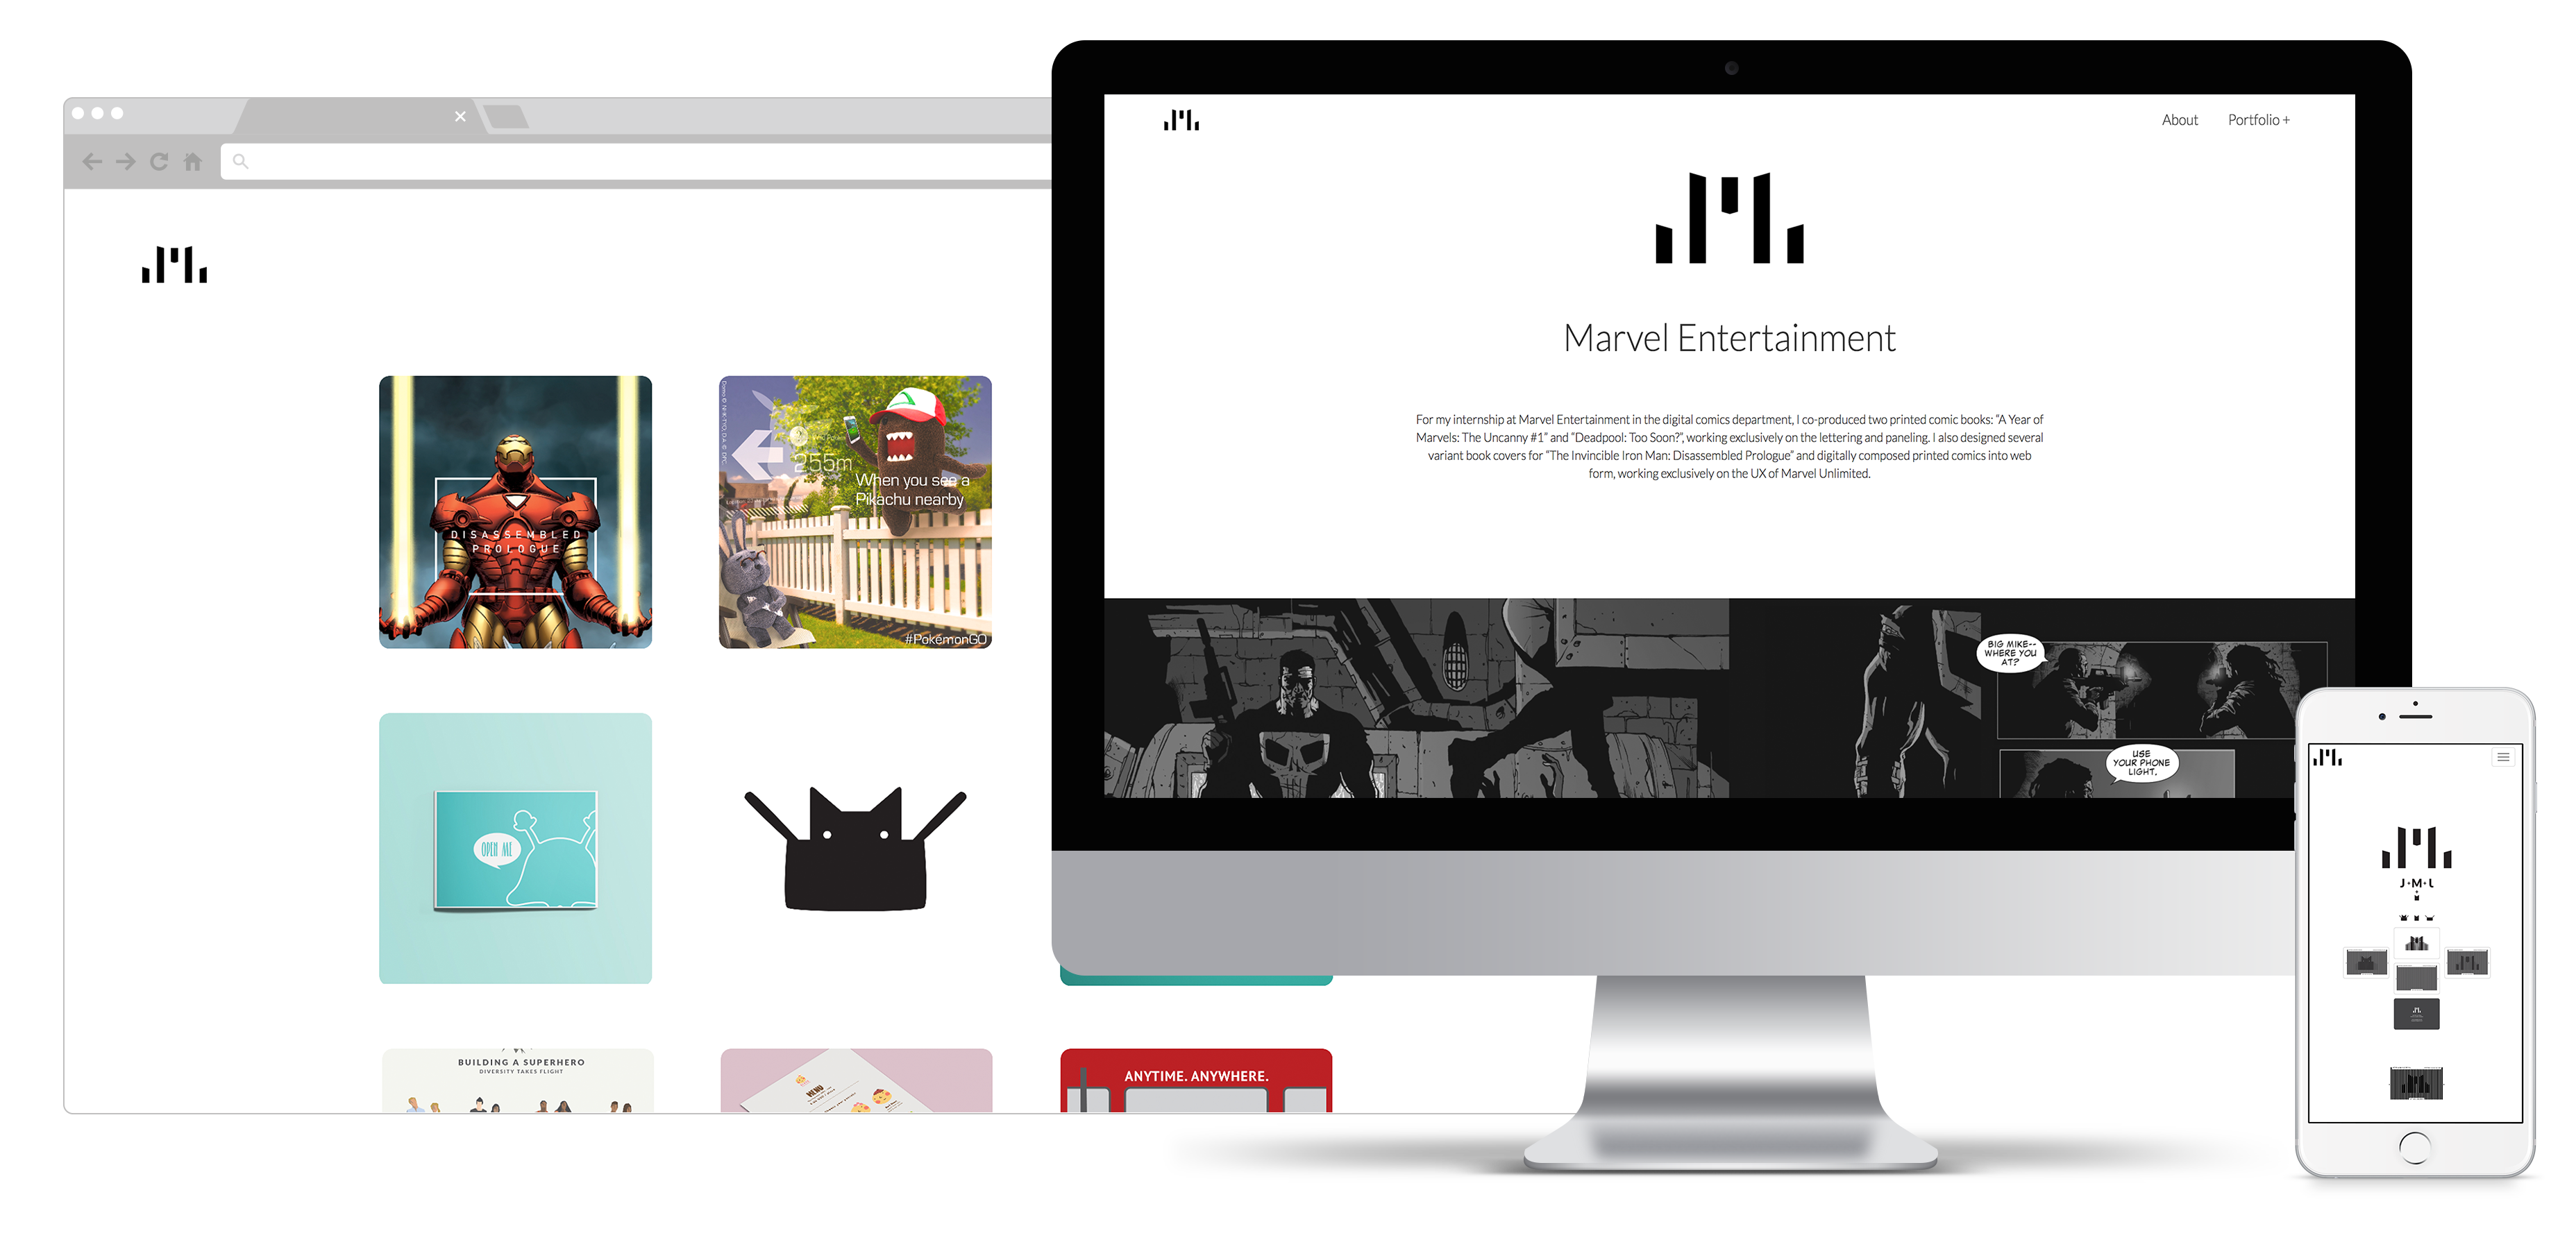 About
Portfolio +
Marvel Entertainment
For my internship at Marvel Entertainment in the digital comics department, I co-produced two printed comic books: “A Year of
Marvels: The Uncanny #1” and “Deadpool: Too Soon?”, working exclusively on the lettering and paneling. I also designed several
variant book covers for “The Invincible Iron Man: Disassembled Prologue” and digitally composed printed comics into web
form, working exclusively on the UX of Marvel Unlimited.
BIG MIKE--
WHERE YOU
AT?
USE
YOUR PHONE
LIGHT.
DISASSEMBLED
PROLOGUE
255m
When you see a
Pikachu nearby
#PokémonGO
OPEN ME
BUILDING A SUPERHERO
DIVERSITY TAKES FLIGHT
MENU
ANYTIME. ANYWHERE.
J•M•L